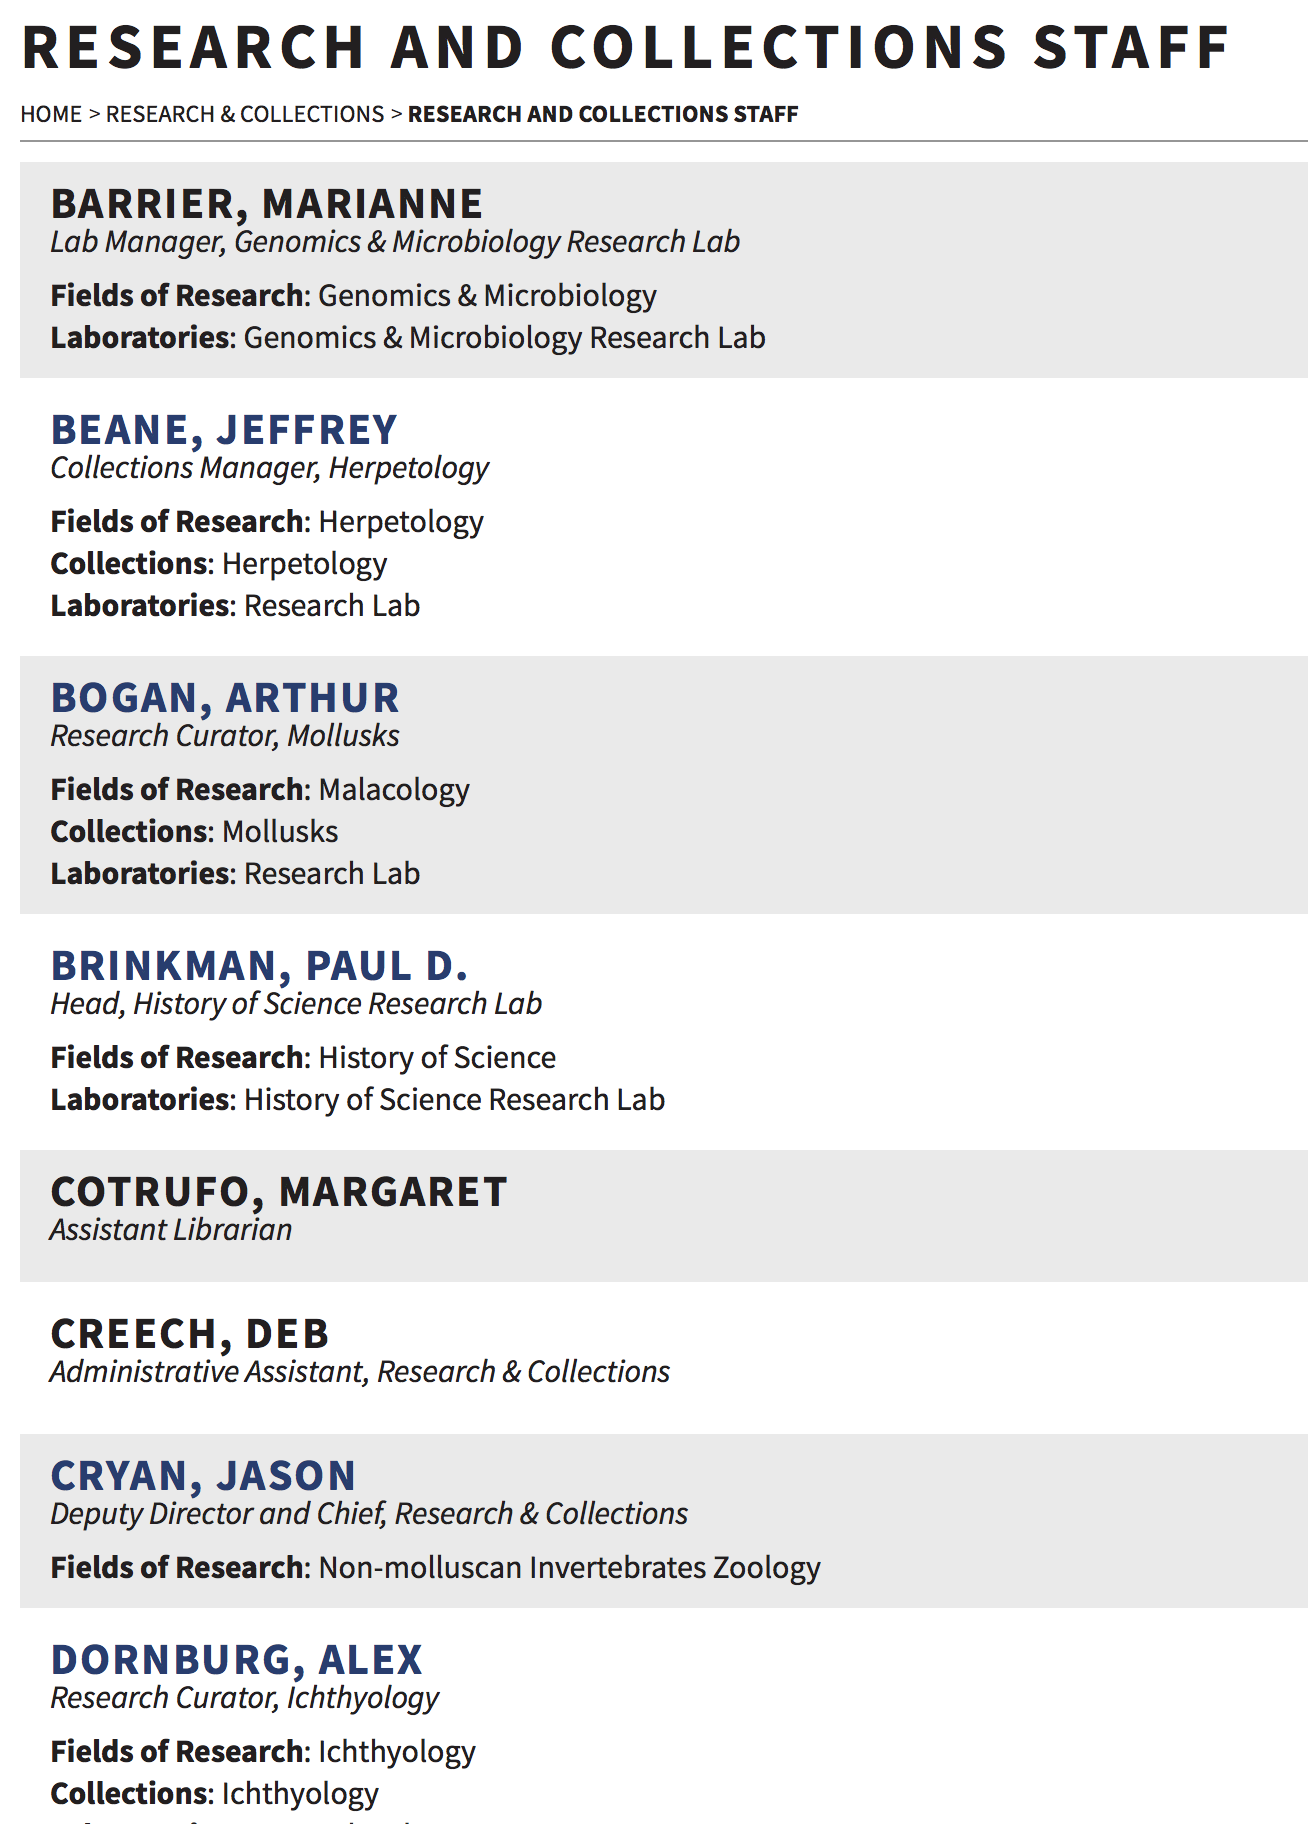 RESEARCH AND COLLECTIONS STAFF
HOME > RESEARCH & COLLECTIONS > RESEARCH AND COLLECTIONS STAFF
BARRIER, MARIANNE
Lab Manager, Genomics & Microbiology Research Lab
Fields of Research: Genomics & Microbiology
Laboratories: Genomics & Microbiology Research Lab
BEANE, JEFFREY
Collections Manager, Herpetology
Fields of Research: Herpetology
Collections: Herpetology
Laboratories: Research Lab
BOGAN, ARTHUR
Research Curator, Mollusks
Fields of Research: Malacology
Collections: Mollusks
Laboratories: Research Lab
BRINKMAN, PAUL D.
Head, History of Science Research Lab
Fields of Research: History of Science
Laboratories: History of Science Research Lab
COTRUFO, MARGARET
Assistant Librarian
CREECH, DEB
Administrative Assistant, Research & Collections
CRYAN, JASON
Deputy Director and Chief, Research & Collections
Fields of Research: Non-molluscan Invertebrates Zoology
DORNBURG, ALEX
Research Curator, Ichthyology
Fields of Research: Ichthyology
Collections: Ichthyology